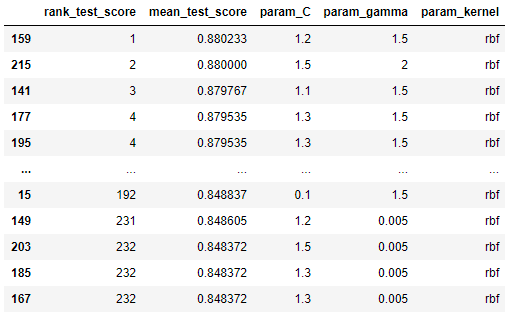 rank_test_score mean_test_score param_C param_gamma param_kernel
159 1 0.880233 1.2 1.5 rbf
215 2 0.880000 1.5 2 rbf
141 3 0.879767 1.1 1.5 rbf
177 4 0.879535 1.3 1.5 rbf
195 4 0.879535 1.3 1.5 rbf
... ... ... ... ... ...
15 192 0.848837 0.1 1.5 rbf
149 231 0.848605 1.2 0.005 rbf
203 232 0.848372 1.5 0.005 rbf
185 232 0.848372 1.3 0.005 rbf
167 232 0.848372 1.3 0.005 rbf